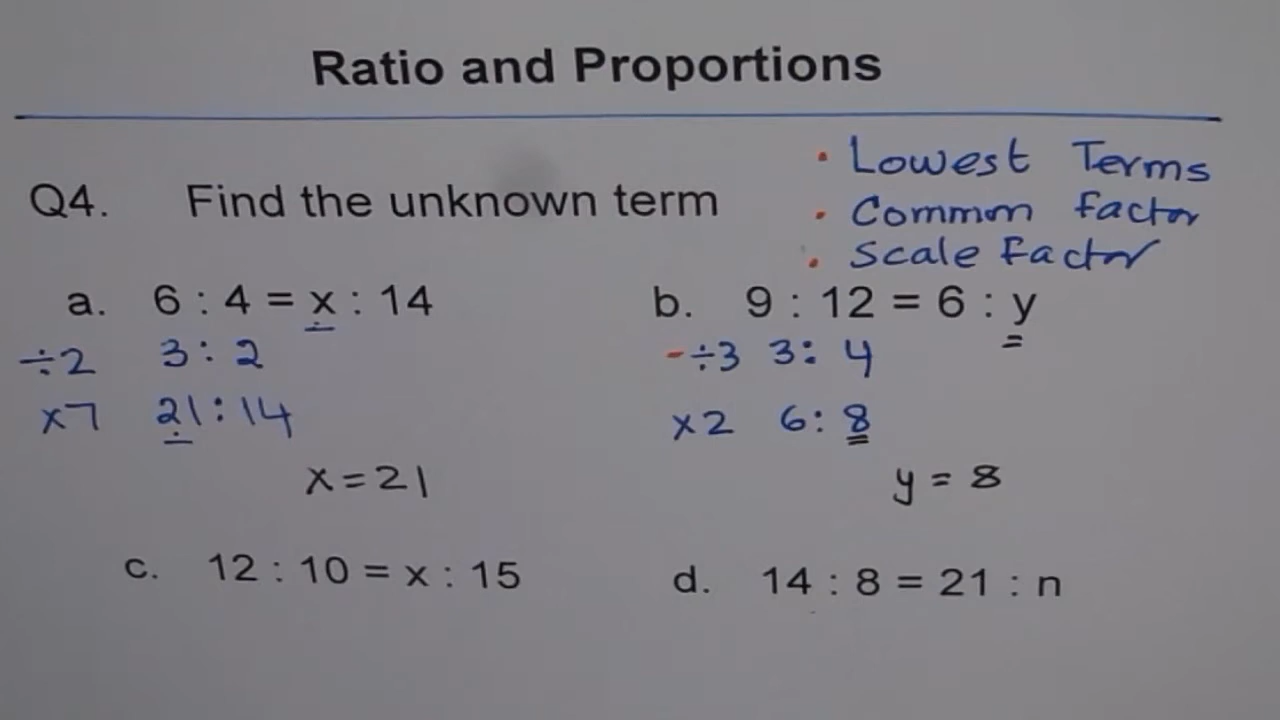 Ratio and Proportions
• Lowest Terms
Q4. Find the unknown term
• Common factor
• Scale Factor
a. 6 : 4 = x : 14
÷2 3 : 2
x7 21 : 14
x = 21
b. 9 : 12 = 6 : y
-÷3 3 : 4
x2 6 : 8
y = 8
c. 12 : 10 = x : 15
d. 14 : 8 = 21 : n